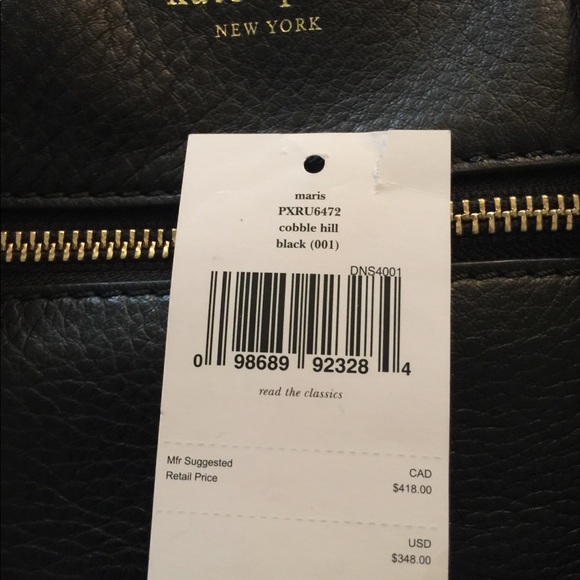 NEW YORK
maris
PXRU6472
cobble hill
black (001)
DNS4001
0 98689 92328 4
read the classics
Mfr Suggested
Retail Price
CAD
$418.00
USD
$348.00